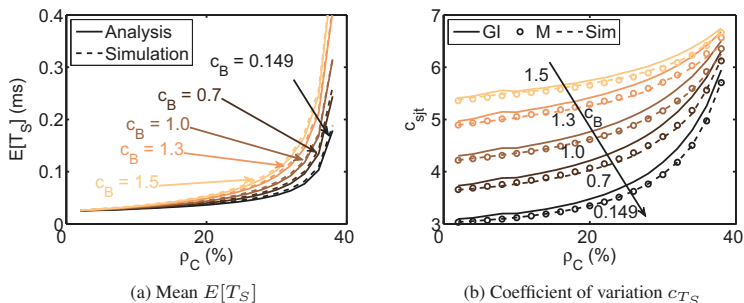 Analysis
Simulation
c_B = 0.149
c_B = 0.7
c_B = 1.0
c_B = 1.3
c_B = 1.5
0.4
0.3
0.2
0.1
0
0 20 40
E[T_S] (ms)
ρ_C (%)
(a) Mean E[T_S]
GI M Sim
7
6
5
4
3
1.5
1.3 c_B
1.0
0.7
0.149
0 20 40
c_sjt
ρ_C (%)
(b) Coefficient of variation c_{T_S}